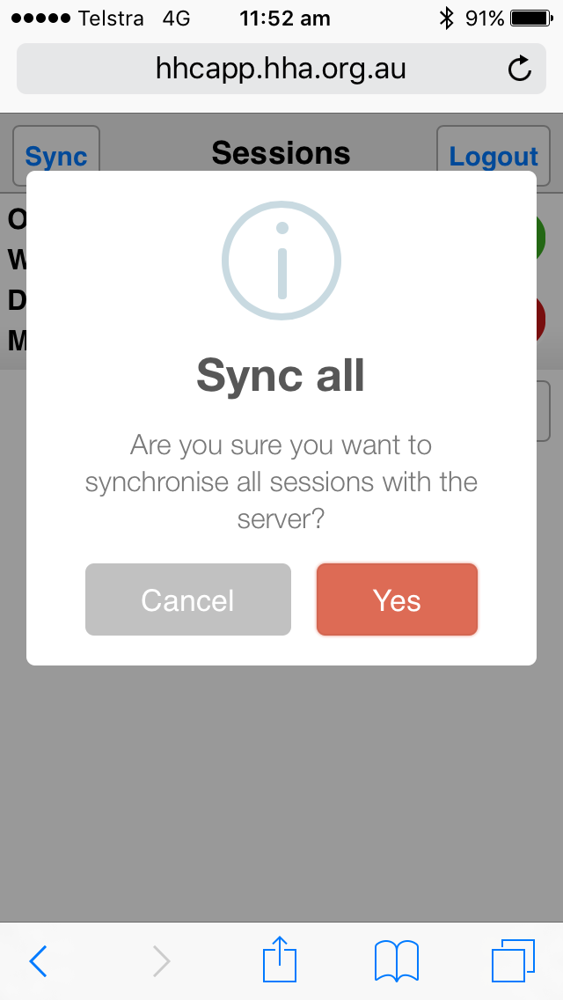 Telstra 4G 11:52 am 91%
hhcapp.hha.org.au
Sync Sessions Logout
O
W
D
M
Sync all
Are you sure you want to
synchronise all sessions with the
server?
Cancel Yes